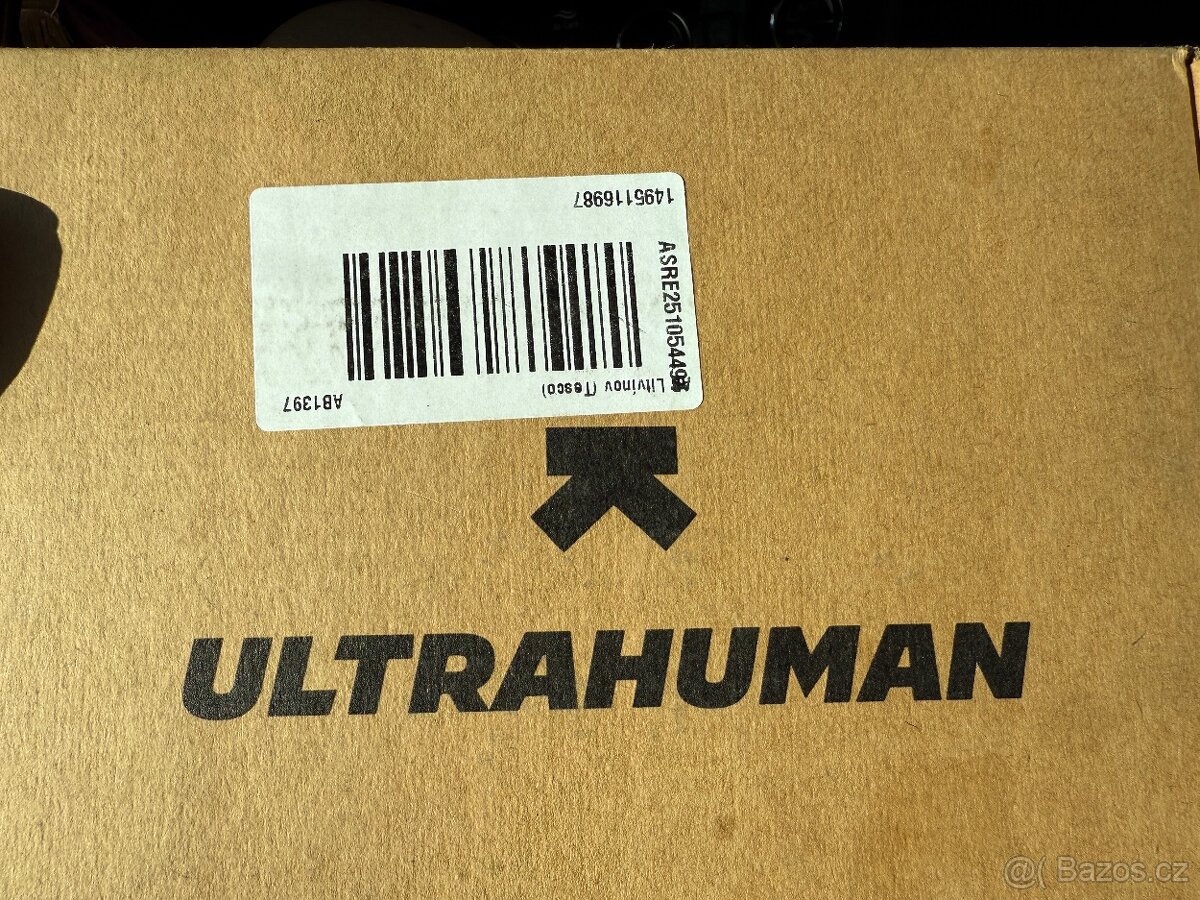 1495116987
ASRE25105449
Litvínov (Tesco)
AB1397
ULTRAHUMAN
@( Bazos.cz